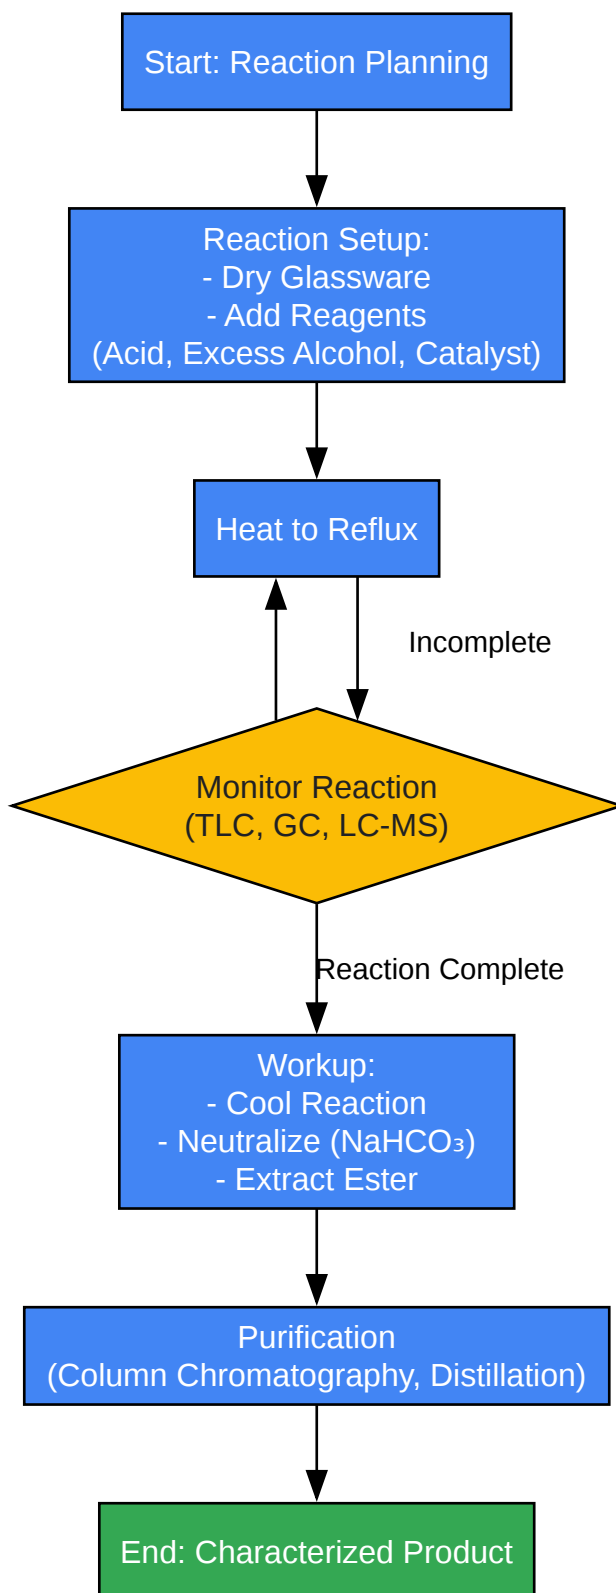 Start: Reaction Planning
Reaction Setup:
- Dry Glassware
- Add Reagents
(Acid, Excess Alcohol, Catalyst)
Heat to Reflux
Incomplete
Monitor Reaction
(TLC, GC, LC-MS)
Reaction Complete
Workup:
- Cool Reaction
- Neutralize (NaHCO₃)
- Extract Ester
Purification
(Column Chromatography, Distillation)
End: Characterized Product